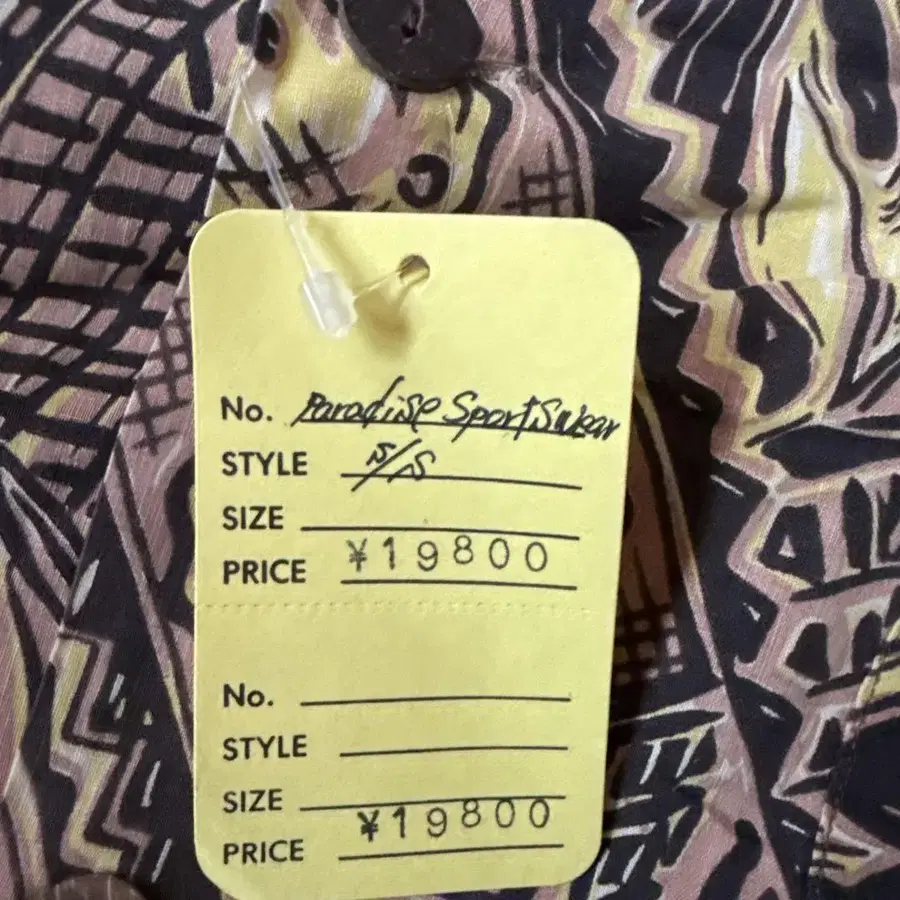 No. Paradise Sportswear
STYLE S/S
SIZE
PRICE ¥19800
No.
STYLE
SIZE
PRICE ¥19800